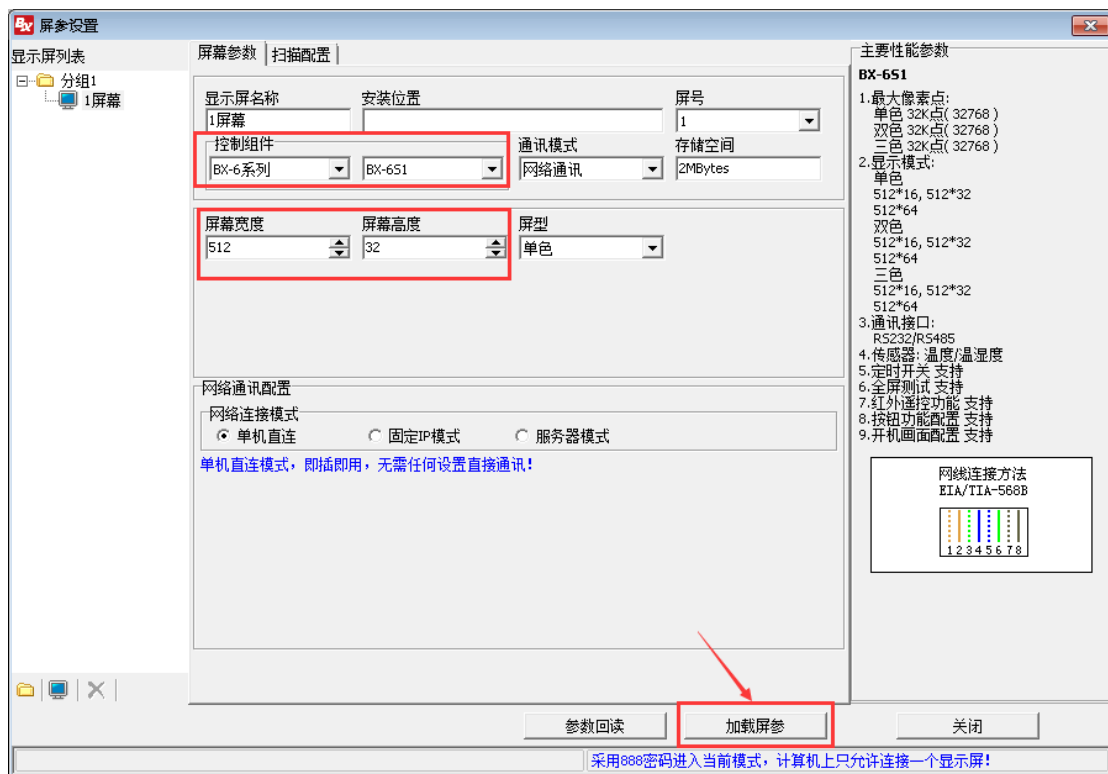 BX 屏参设置
显示屏列表
分组1
1屏幕
屏幕参数 扫描配置
显示屏名称 安装位置 屏号
1屏幕 1
控制组件 通讯模式 存储空间
BX-6系列 BX-6S1 网络通讯 2MBytes
屏幕宽度 屏幕高度 屏型
512 32 单色
网络通讯配置
网络连接模式
单机直连 固定IP模式 服务器模式
单机直连模式，即插即用，无需任何设置直接通讯!
主要性能参数
BX-6S1
1.最大像素点:
单色 32K点( 32768 )
双色 32K点( 32768 )
三色 32K点( 32768 )
2.显示模式:
单色
512*16, 512*32
512*64
双色
512*16, 512*32
512*64
三色
512*16, 512*32
512*64
3.通讯接口:
RS232/RS485
4.传感器: 温度/温湿度
5.定时开关 支持
6.全屏测试 支持
7.红外遥控功能 支持
8.按钮功能配置 支持
9.开机画面配置 支持
网线连接方法
EIA/TIA-568B
1 2 3 4 5 6 7 8
参数回读 加载屏参 关闭
采用888密码进入当前模式，计算机上只允许连接一个显示屏!